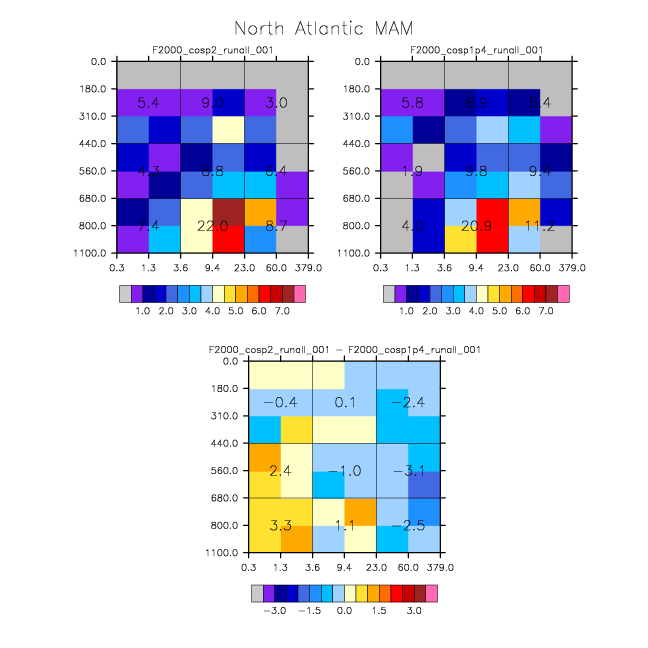 North Atlantic MAM
F2000_cosp2_runall_001 F2000_cosp1p4_runall_001
0.0 0.0
180.0 5.4 9.0 3.0 180.0 5.8 8.9 5.4
310.0 310.0
440.0 440.0
560.0 4.3 8.8 6.4 560.0 1.9 9.8 9.4
680.0 680.0
800.0 7.4 22.0 8.7 800.0 4.0 20.9 11.2
1100.0 1100.0
0.3 1.3 3.6 9.4 23.0 60.0 379.0 0.3 1.3 3.6 9.4 23.0 60.0 379.0
1.0 2.0 3.0 4.0 5.0 6.0 7.0 1.0 2.0 3.0 4.0 5.0 6.0 7.0
F2000_cosp2_runall_001 − F2000_cosp1p4_runall_001
0.0
180.0 −0.4 0.1 −2.4
310.0
440.0
560.0 2.4 −1.0 −3.1
680.0
800.0 3.3 1.1 −2.5
1100.0
0.3 1.3 3.6 9.4 23.0 60.0 379.0
−3.0 −1.5 0.0 1.5 3.0